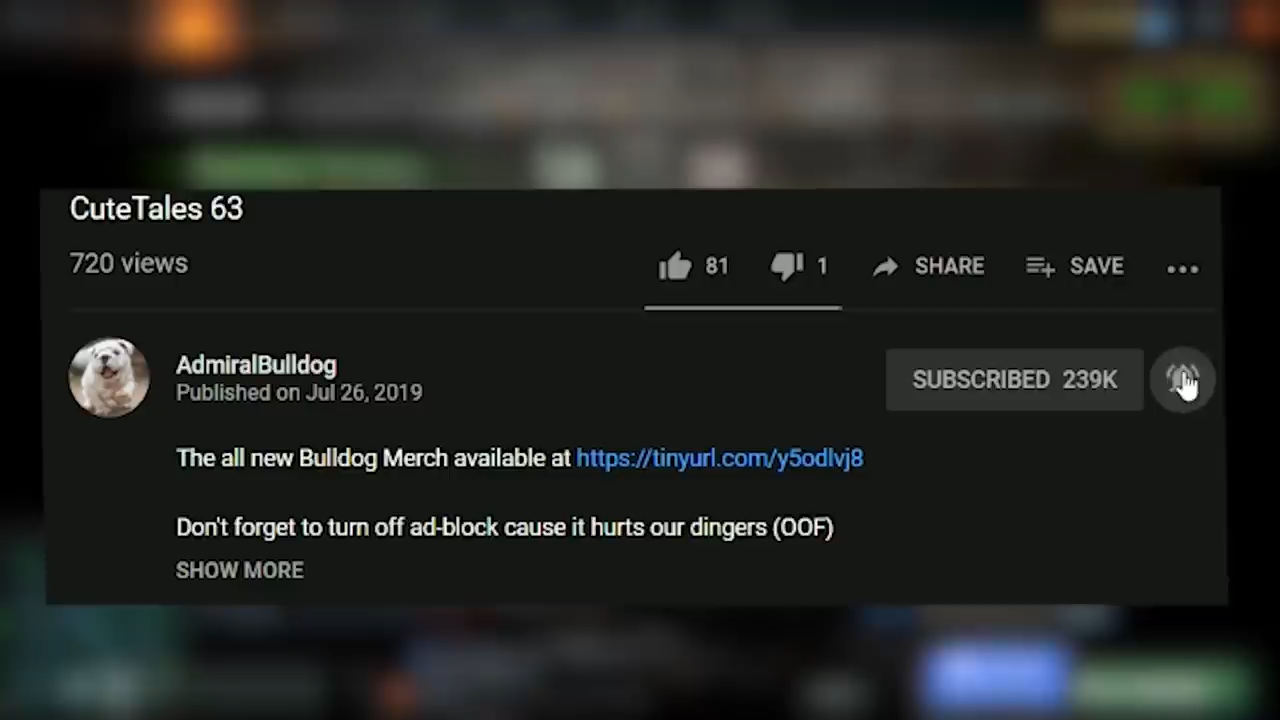 CuteTales 63
720 views
81
1
SHARE
SAVE
AdmiralBulldog
Published on Jul 26, 2019
SUBSCRIBED 239K
The all new Bulldog Merch available at https://tinyurl.com/y5odlvj8
Don't forget to turn off ad-block cause it hurts our dingers (OOF)
SHOW MORE